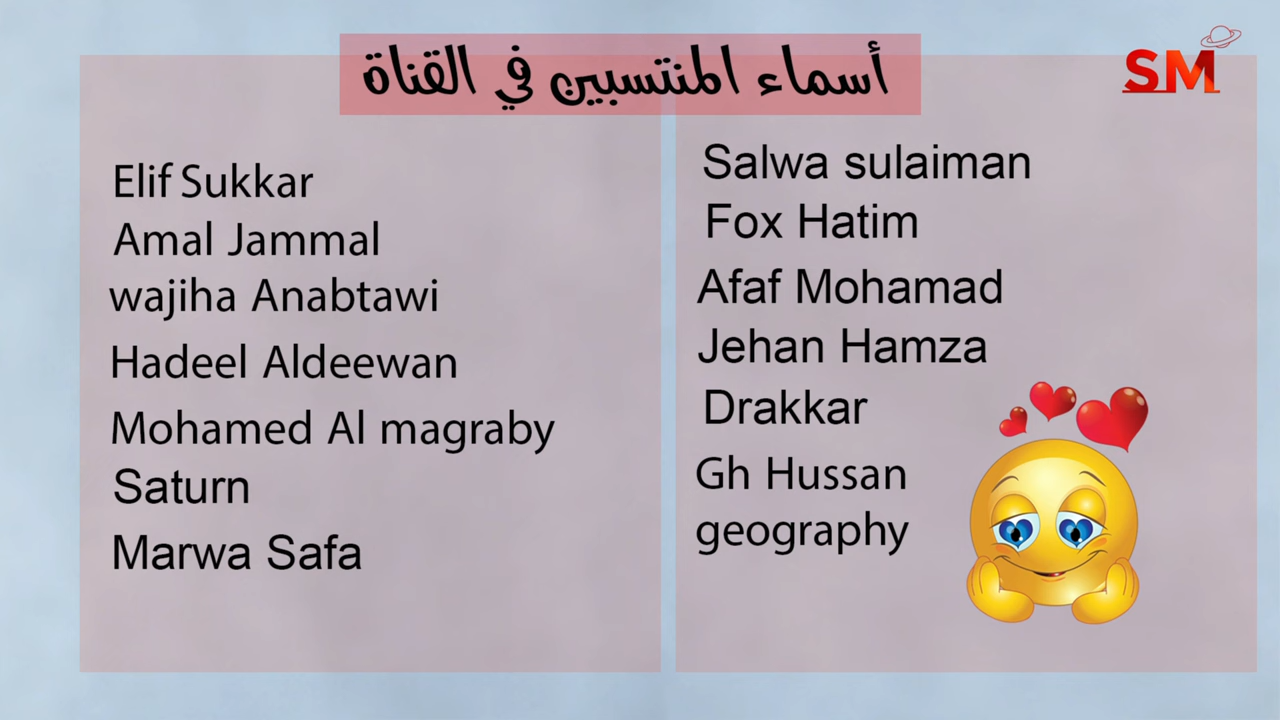 أسماء المنتسبين في القناة
SM
Elif Sukkar
Amal Jammal
wajiha Anabtawi
Hadeel Aldeewan
Mohamed Al magraby
Saturn
Marwa Safa
Salwa sulaiman
Fox Hatim
Afaf Mohamad
Jehan Hamza
Drakkar
Gh Hussan
geography